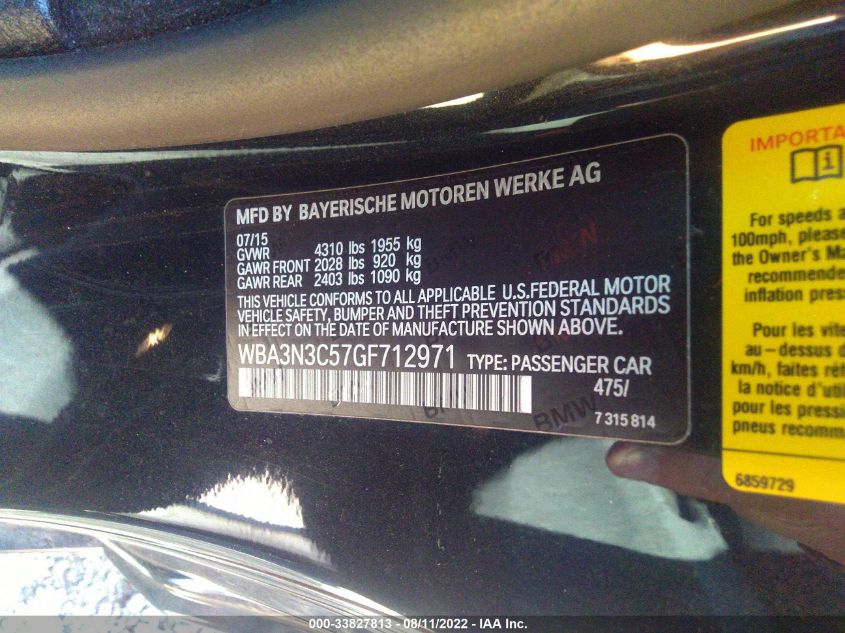 MFD BY BAYERISCHE MOTOREN WERKE AG
07/15
GVWR 4310 lbs 1955 kg
GAWR FRONT 2028 lbs 920 kg
GAWR REAR 2403 lbs 1090 kg
THIS VEHICLE CONFORMS TO ALL APPLICABLE U.S.FEDERAL MOTOR
VEHICLE SAFETY, BUMPER AND THEFT PREVENTION STANDARDS
IN EFFECT ON THE DATE OF MANUFACTURE SHOWN ABOVE.
WBA3N3C57GF712971 TYPE: PASSENGER CAR
475/
BMW
7 315 814
IMPORTA
i
For speeds a
100mph, please
the Owner's Ma
recommende
inflation press
Pour les vite
au-dessus d
km/h, faites réf
la notice d'util
pour les pressi
pneus recomm
6859729
000-33827813 - 08/11/2022 - IAA Inc.